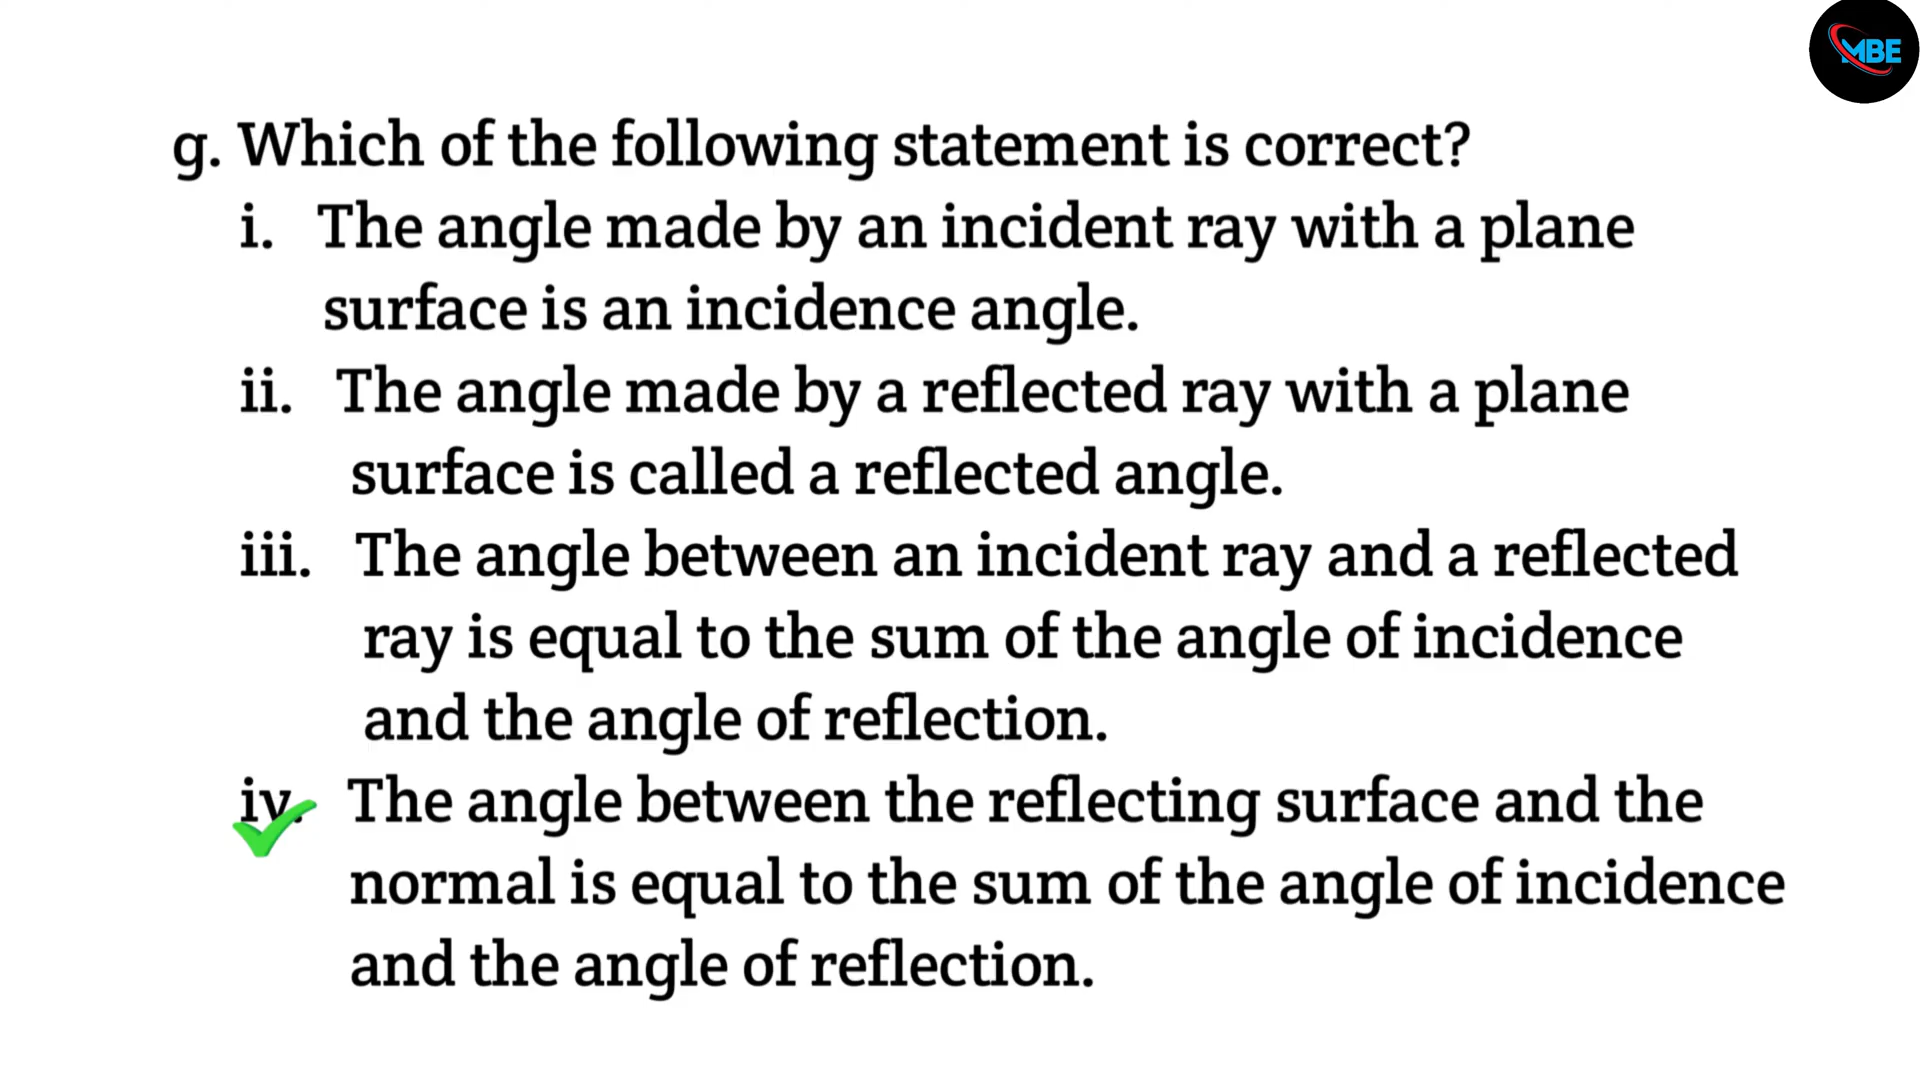 MBE
g. Which of the following statement is correct?
i. The angle made by an incident ray with a plane
surface is an incidence angle.
ii. The angle made by a reflected ray with a plane
surface is called a reflected angle.
iii. The angle between an incident ray and a reflected
ray is equal to the sum of the angle of incidence
and the angle of reflection.
iv. The angle between the reflecting surface and the
normal is equal to the sum of the angle of incidence
and the angle of reflection.